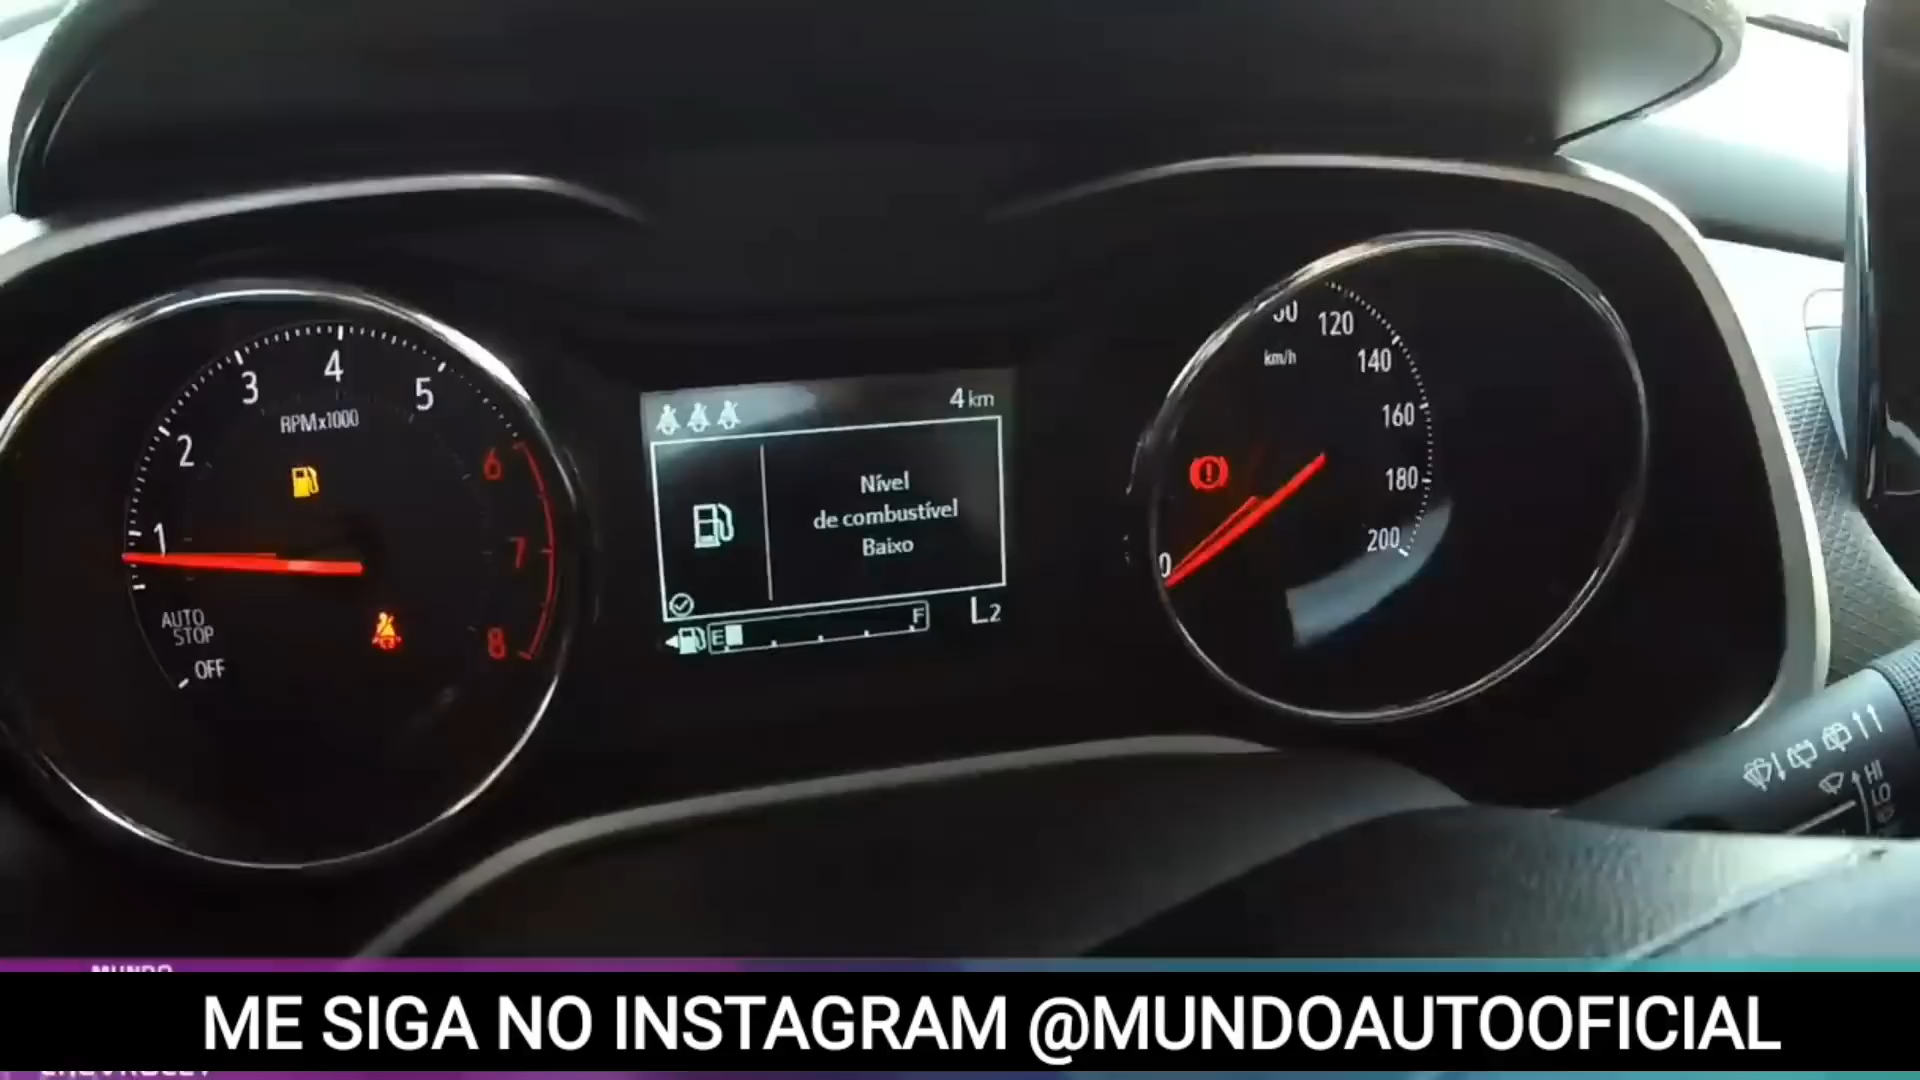 1
2
3
4
5
6
7
8
RPMx1000
AUTO
STOP
OFF
4 km
Nível
de combustível
Baixo
E
F
L2
0
120
140
160
180
200
km/h
HI
LO
ME SIGA NO INSTAGRAM @MUNDOAUTOOFICIAL